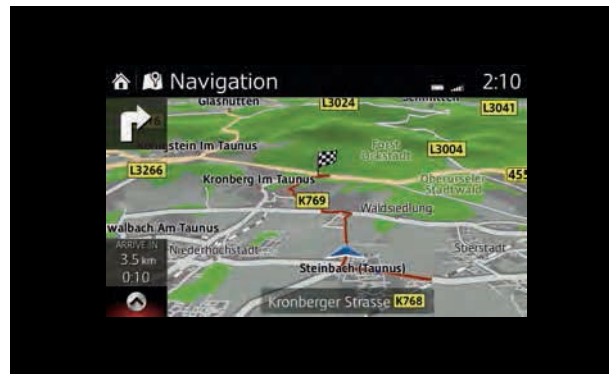 Navigation
2:10
Glashütten
L3024
L3041
stein Im Taunus
Forst
L3004
L3266
Kronberg Im Taunus
Oberurseler
Stadtwald
455
K769
Waldsiedlung
walbach Am Taunus
ARRIVE IN
3.5 km
0:10
Niederhöchstadt
Stierstadt
Steinbach (Taunus)
Kronberger Strasse K768